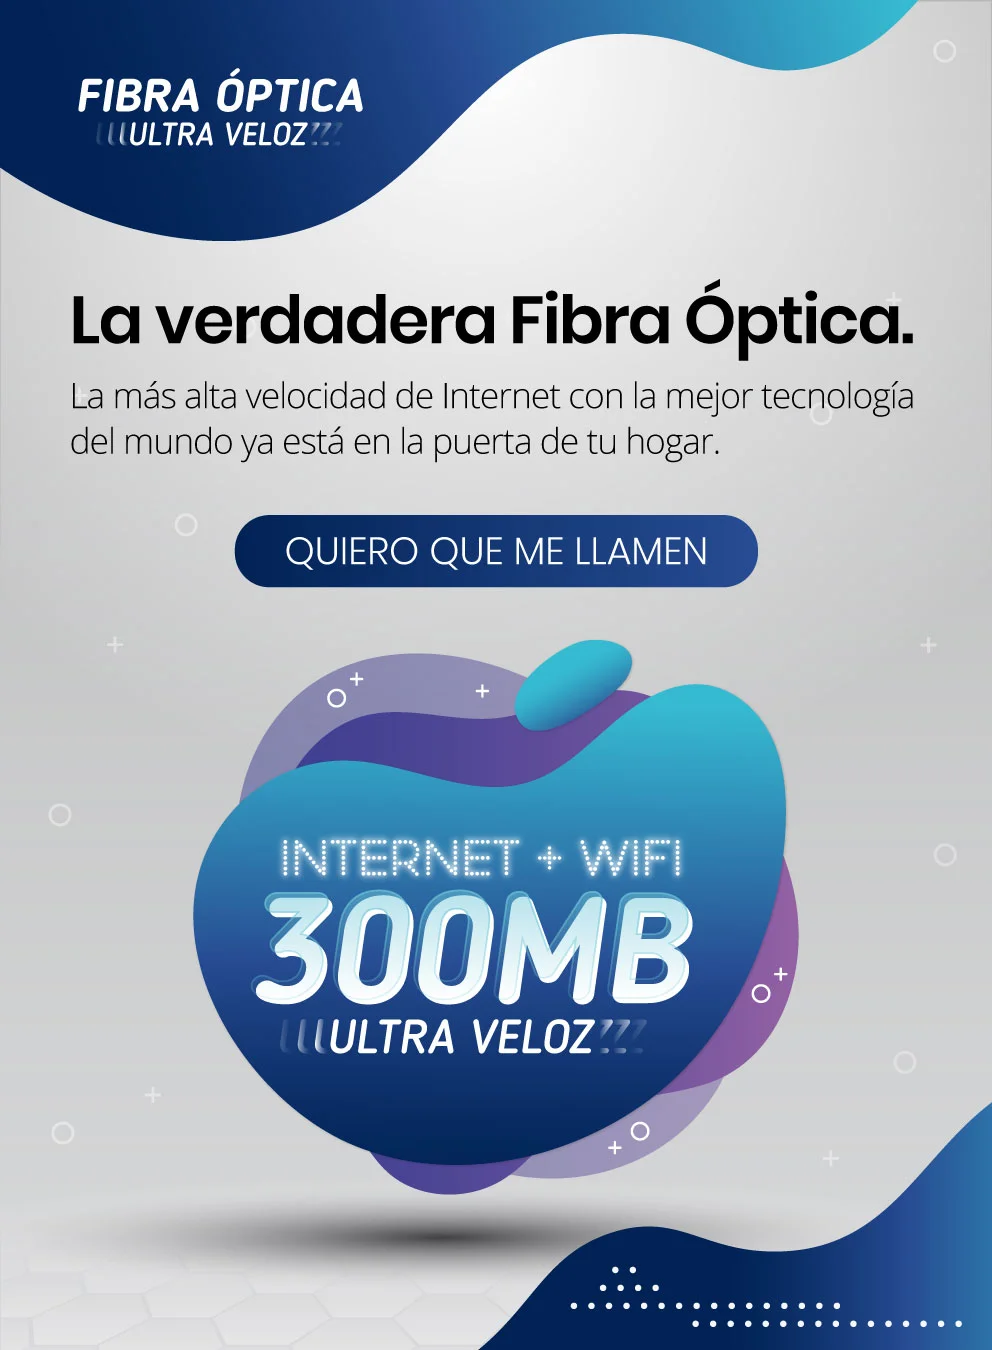 FIBRA ÓPTICA
ULTRA VELOZ
La verdadera Fibra Óptica.
La más alta velocidad de Internet con la mejor tecnología
del mundo ya está en la puerta de tu hogar.
QUIERO QUE ME LLAMEN
INTERNET + WIFI
300MB
ULTRA VELOZ